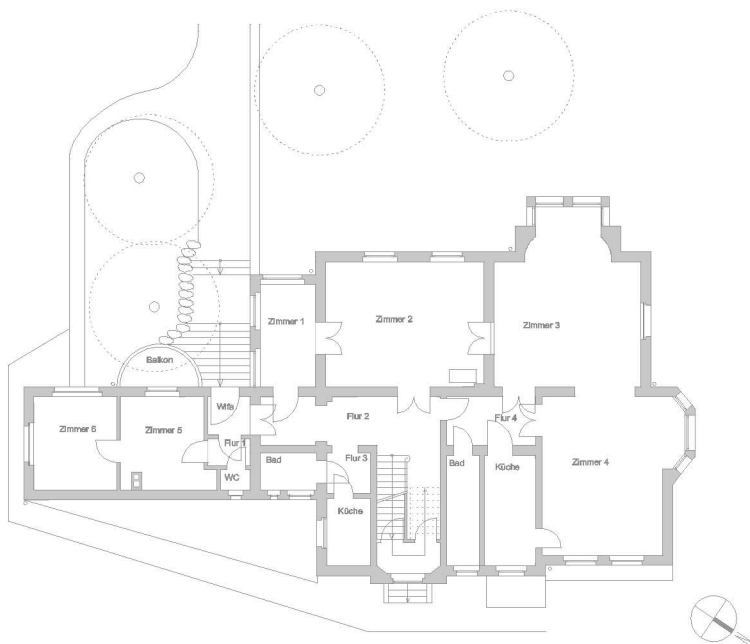 Zimmer 1
Zimmer 2
Zimmer 3
Balkon
Wifa
Flur 2
Flur 4
Zimmer 6
Zimmer 5
Flur 1
Flur 3
Bad
Bad
Küche
Zimmer 4
WC
Küche